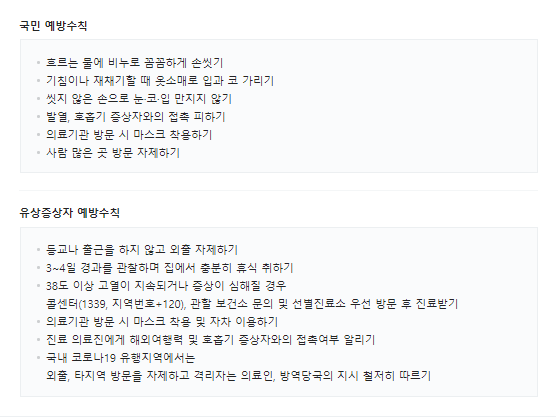 국민 예방수칙
흐르는 물에 비누로 꼼꼼하게 손씻기
기침이나 재채기할 때 옷소매로 입과 코 가리기
씻지 않은 손으로 눈·코·입 만지지 않기
발열, 호흡기 증상자와의 접촉 피하기
의료기관 방문 시 마스크 착용하기
사람 많은 곳 방문 자제하기
유상증상자 예방수칙
등교나 출근을 하지 않고 외출 자제하기
3~4일 경과를 관찰하며 집에서 충분히 휴식 취하기
38도 이상 고열이 지속되거나 증상이 심해질 경우
콜센터(1339, 지역번호+120), 관할 보건소 문의 및 선별진료소 우선 방문 후 진료받기
의료기관 방문 시 마스크 착용 및 자차 이용하기
진료 의료진에게 해외여행력 및 호흡기 증상자와의 접촉여부 알리기
국내 코로나19 유행지역에서는
외출, 타지역 방문을 자제하고 격리자는 의료인, 방역당국의 지시 철저히 따르기